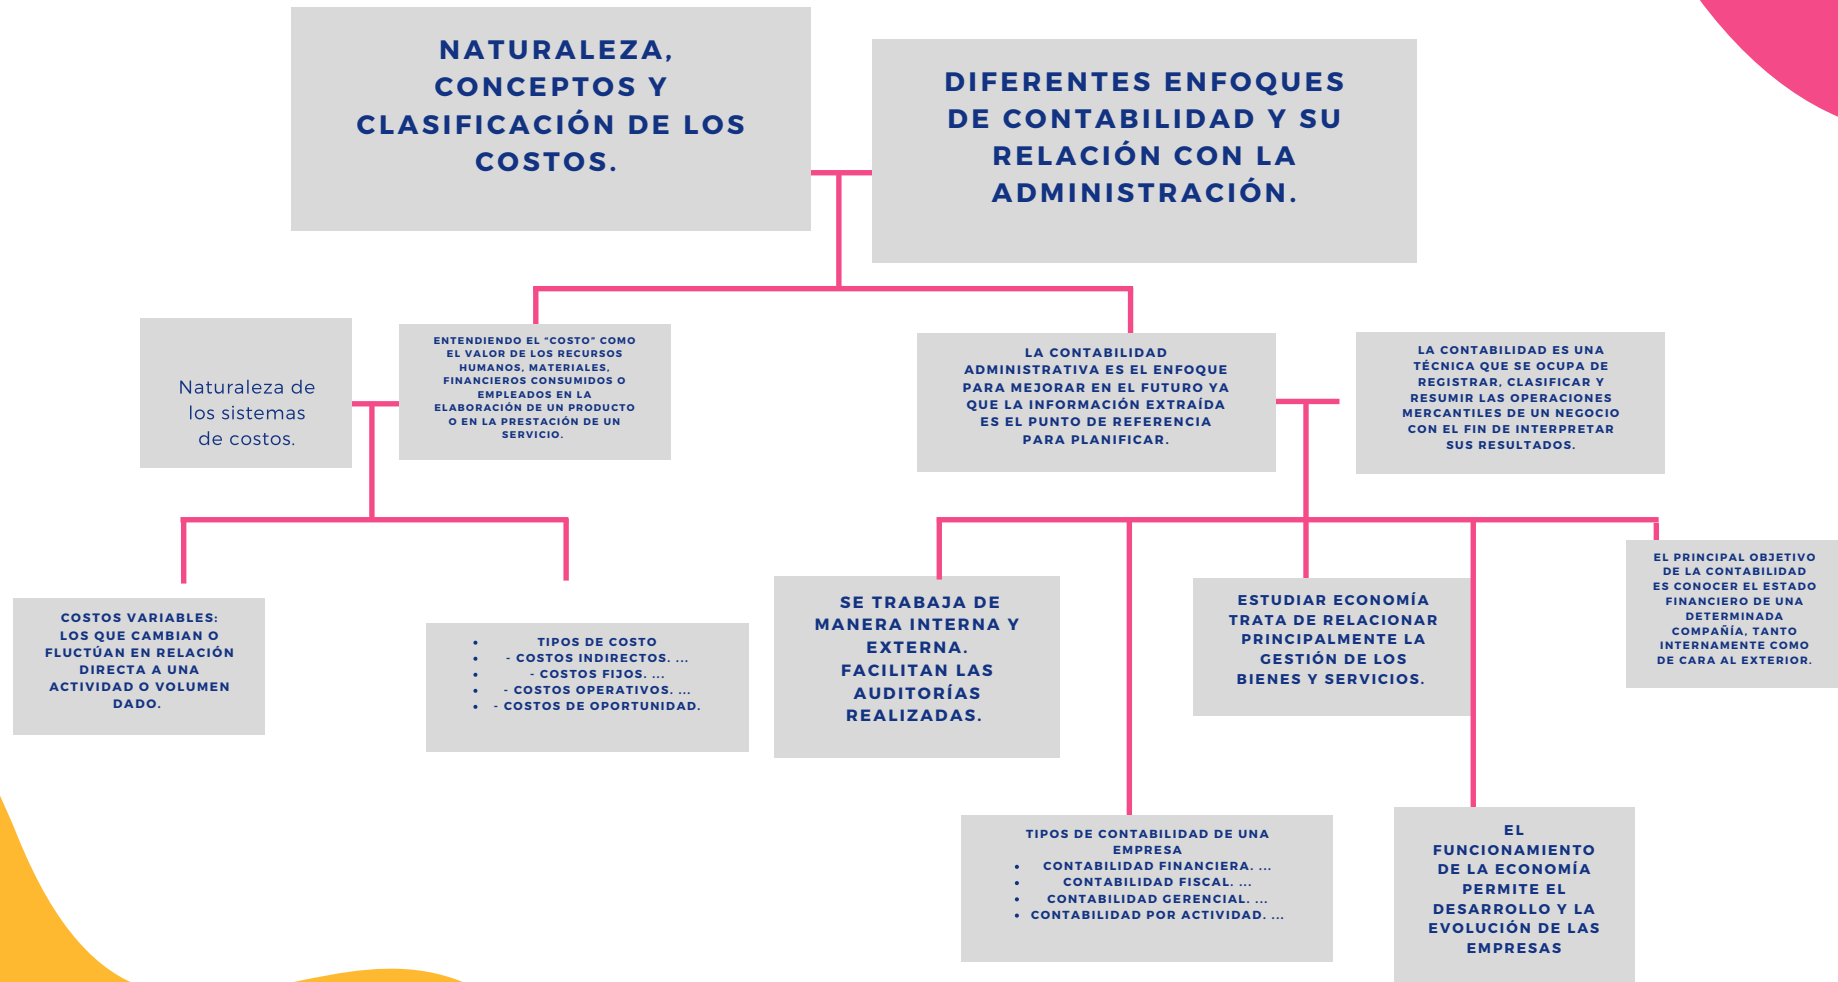 NATURALEZA,
CONCEPTOS Y
CLASIFICACIÓN DE LOS
COSTOS.
DIFERENTES ENFOQUES
DE CONTABILIDAD Y SU
RELACIÓN CON LA
ADMINISTRACIÓN.
Naturaleza de
los sistemas
de costos.
ENTENDIENDO EL "COSTO" COMO
EL VALOR DE LOS RECURSOS
HUMANOS, MATERIALES,
FINANCIEROS CONSUMIDOS O
EMPLEADOS EN LA
ELABORACIÓN DE UN PRODUCTO
O EN LA PRESTACIÓN DE UN
SERVICIO.
LA CONTABILIDAD
ADMINISTRATIVA ES EL ENFOQUE
PARA MEJORAR EN EL FUTURO YA
QUE LA INFORMACIÓN EXTRAÍDA
ES EL PUNTO DE REFERENCIA
PARA PLANIFICAR.
LA CONTABILIDAD ES UNA
TÉCNICA QUE SE OCUPA DE
REGISTRAR, CLASIFICAR Y
RESUMIR LAS OPERACIONES
MERCANTILES DE UN NEGOCIO
CON EL FIN DE INTERPRETAR
SUS RESULTADOS.
COSTOS VARIABLES:
LOS QUE CAMBIAN O
FLUCTÚAN EN RELACIÓN
DIRECTA A UNA
ACTIVIDAD O VOLUMEN
DADO.
• TIPOS DE COSTO
• - COSTOS INDIRECTOS. ...
• - COSTOS FIJOS. ...
• - COSTOS OPERATIVOS. ...
• - COSTOS DE OPORTUNIDAD.
SE TRABAJA DE
MANERA INTERNA Y
EXTERNA.
FACILITAN LAS
AUDITORÍAS
REALIZADAS.
ESTUDIAR ECONOMÍA
TRATA DE RELACIONAR
PRINCIPALMENTE LA
GESTIÓN DE LOS
BIENES Y SERVICIOS.
EL PRINCIPAL OBJETIVO
DE LA CONTABILIDAD
ES CONOCER EL ESTADO
FINANCIERO DE UNA
DETERMINADA
COMPAÑÍA, TANTO
INTERNAMENTE COMO
DE CARA AL EXTERIOR.
TIPOS DE CONTABILIDAD DE UNA
EMPRESA
• CONTABILIDAD FINANCIERA. ...
• CONTABILIDAD FISCAL. ...
• CONTABILIDAD GERENCIAL. ...
• CONTABILIDAD POR ACTIVIDAD. ...
EL
FUNCIONAMIENTO
DE LA ECONOMÍA
PERMITE EL
DESARROLLO Y LA
EVOLUCIÓN DE LAS
EMPRESAS